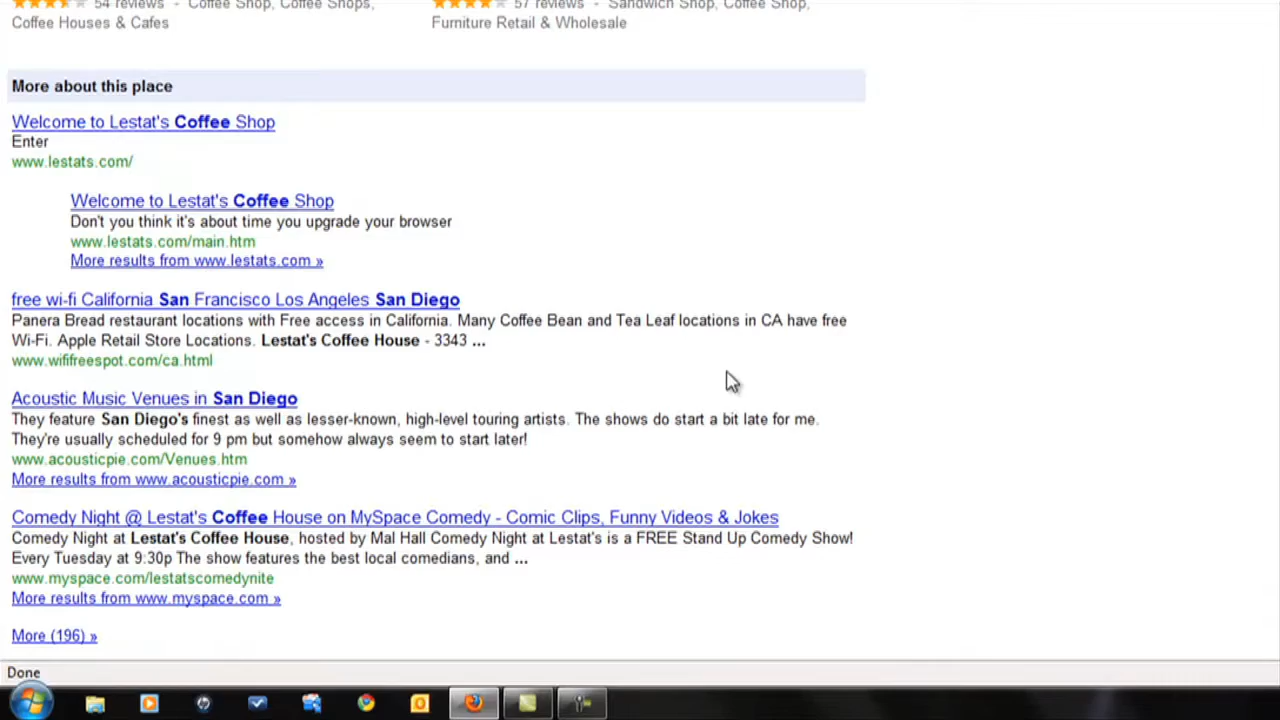 54 reviews - Coffee Shop, Coffee Shops,
Coffee Houses & Cafes
57 reviews - Sandwich Shop, Coffee Shop,
Furniture Retail & Wholesale
More about this place
Welcome to Lestat's Coffee Shop
Enter
www.lestats.com/
Welcome to Lestat's Coffee Shop
Don't you think it's about time you upgrade your browser
www.lestats.com/main.htm
More results from www.lestats.com »
free wi-fi California San Francisco Los Angeles San Diego
Panera Bread restaurant locations with Free access in California. Many Coffee Bean and Tea Leaf locations in CA have free
Wi-Fi. Apple Retail Store Locations. Lestat's Coffee House - 3343 ...
www.wififreespot.com/ca.html
Acoustic Music Venues in San Diego
They feature San Diego's finest as well as lesser-known, high-level touring artists. The shows do start a bit late for me.
They're usually scheduled for 9 pm but somehow always seem to start later!
www.acousticpie.com/Venues.htm
More results from www.acousticpie.com »
Comedy Night @ Lestat's Coffee House on MySpace Comedy - Comic Clips, Funny Videos & Jokes
Comedy Night at Lestat's Coffee House, hosted by Mal Hall Comedy Night at Lestat's is a FREE Stand Up Comedy Show!
Every Tuesday at 9:30p The show features the best local comedians, and ...
www.myspace.com/lestatscomedynite
More results from www.myspace.com »
More (196) »
Done